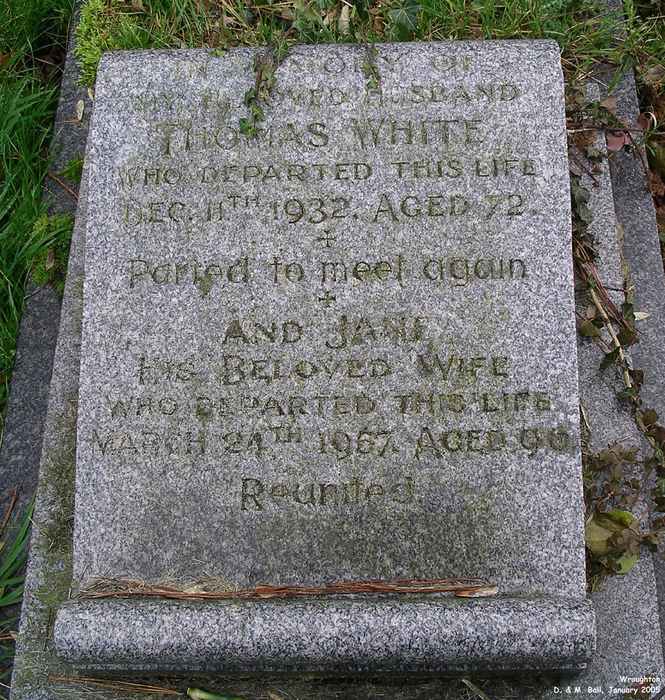 IN MEMORY OF
MY BELOVED HUSBAND
THOMAS WHITE
WHO DEPARTED THIS LIFE
DEC. 11TH 1932. AGED 72.
Parted to meet again
AND JANE
HIS BELOVED WIFE
WHO DEPARTED THIS LIFE
MARCH 24TH 1957. AGED
Reunited
Wroughton
D. & M. Ball, January 2005